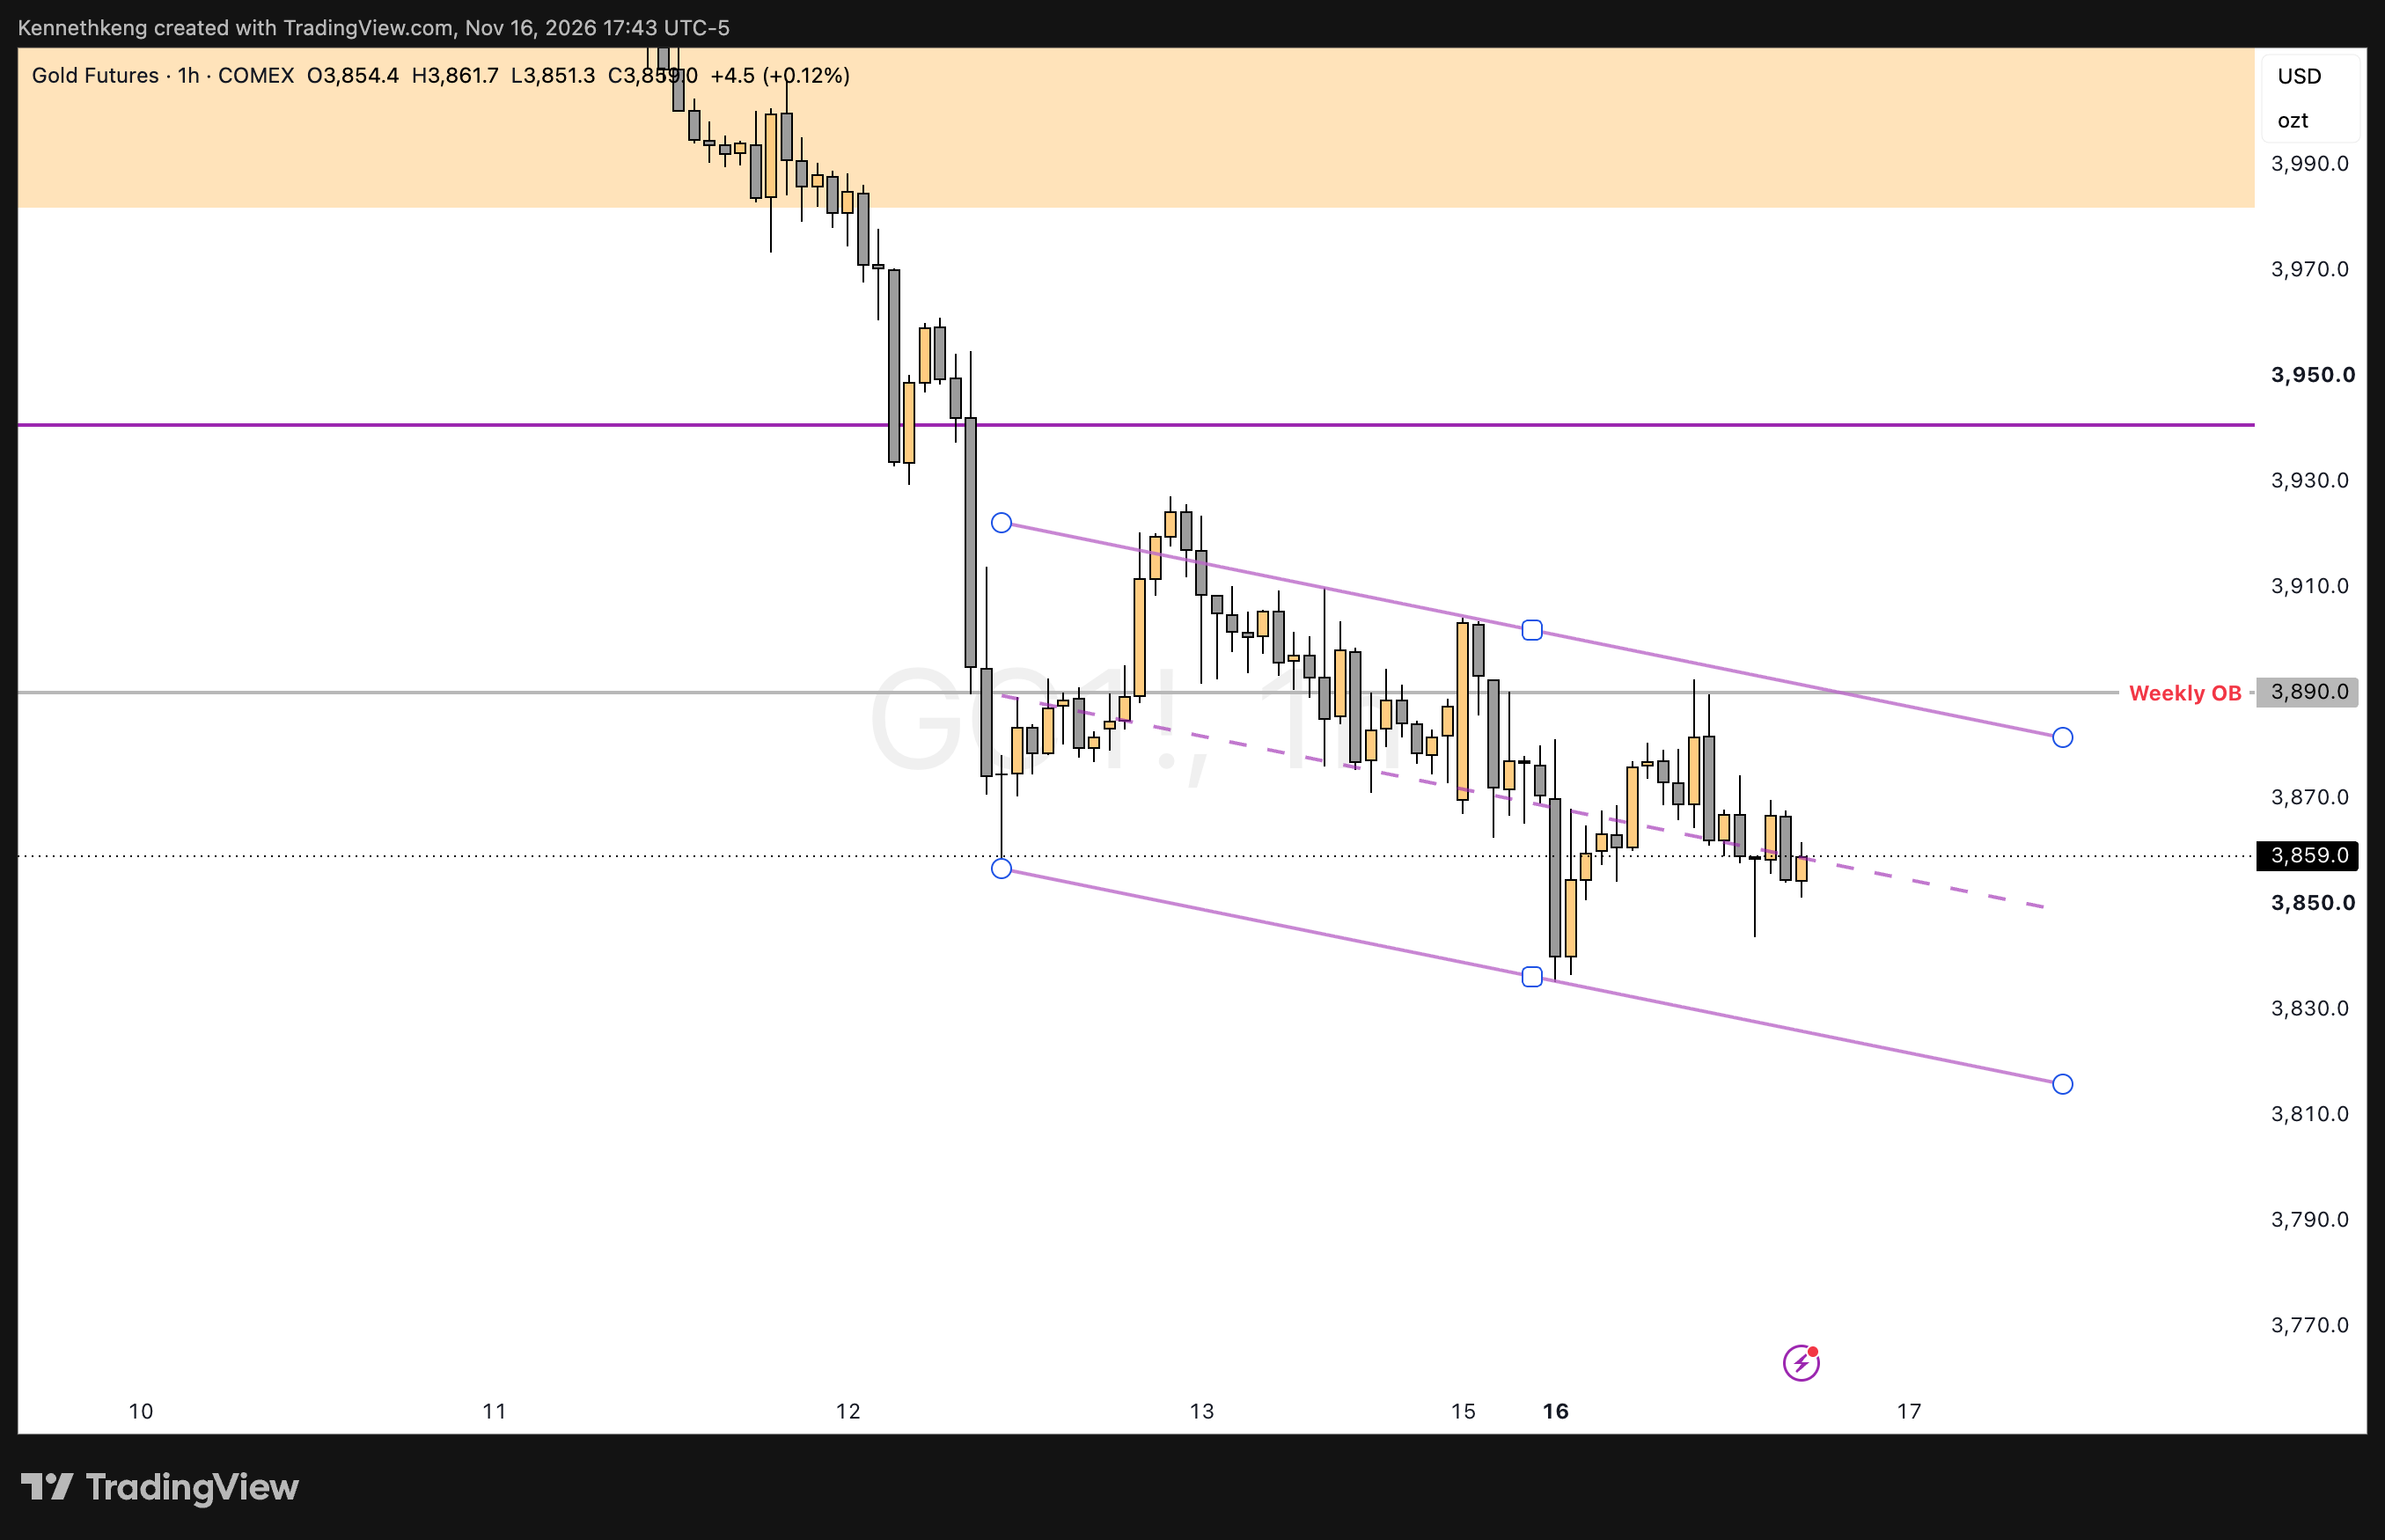 Kennethkeng created with TradingView.com, Nov 16, 2026 17:43 UTC-5
Gold Futures · 1h · COMEX O3,854.4 H3,861.7 L3,851.3 C3,859.0 +4.5 (+0.12%)
USD
ozt
3,990.0
3,970.0
3,950.0
3,930.0
3,910.0
GC1!, 1h
Weekly OB
3,890.0
3,870.0
3,859.0
3,850.0
3,830.0
3,810.0
3,790.0
3,770.0
10 11 12 13 15 16 17
TradingView